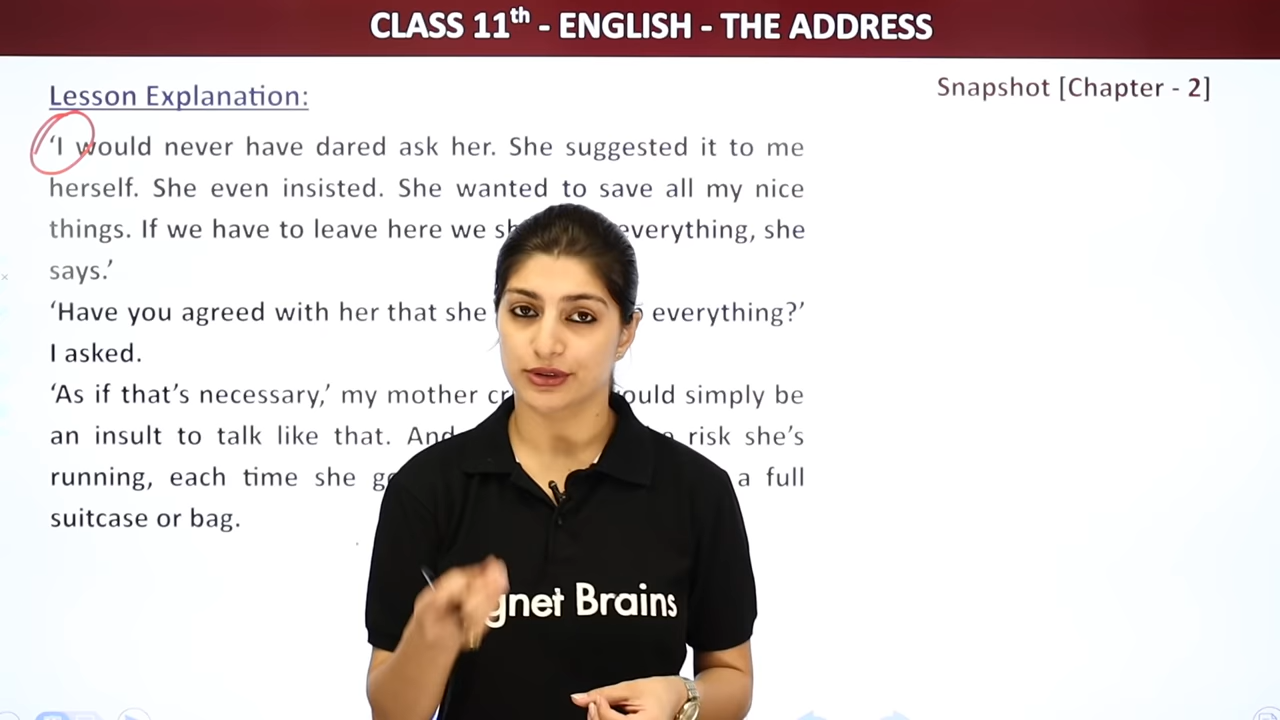 CLASS 11th - ENGLISH - THE ADDRESS
Snapshot [Chapter - 2]
Lesson Explanation:
‘I would never have dared ask her. She suggested it to me
herself. She even insisted. She wanted to save all my nice
things. If we have to leave here we everything, she
says.’
‘Have you agreed with her that she everything?’
I asked.
‘As if that’s necessary,’ my mother simply be
an insult to talk like that. risk she’s
running, each time she a full
suitcase or bag.
gnet Brains